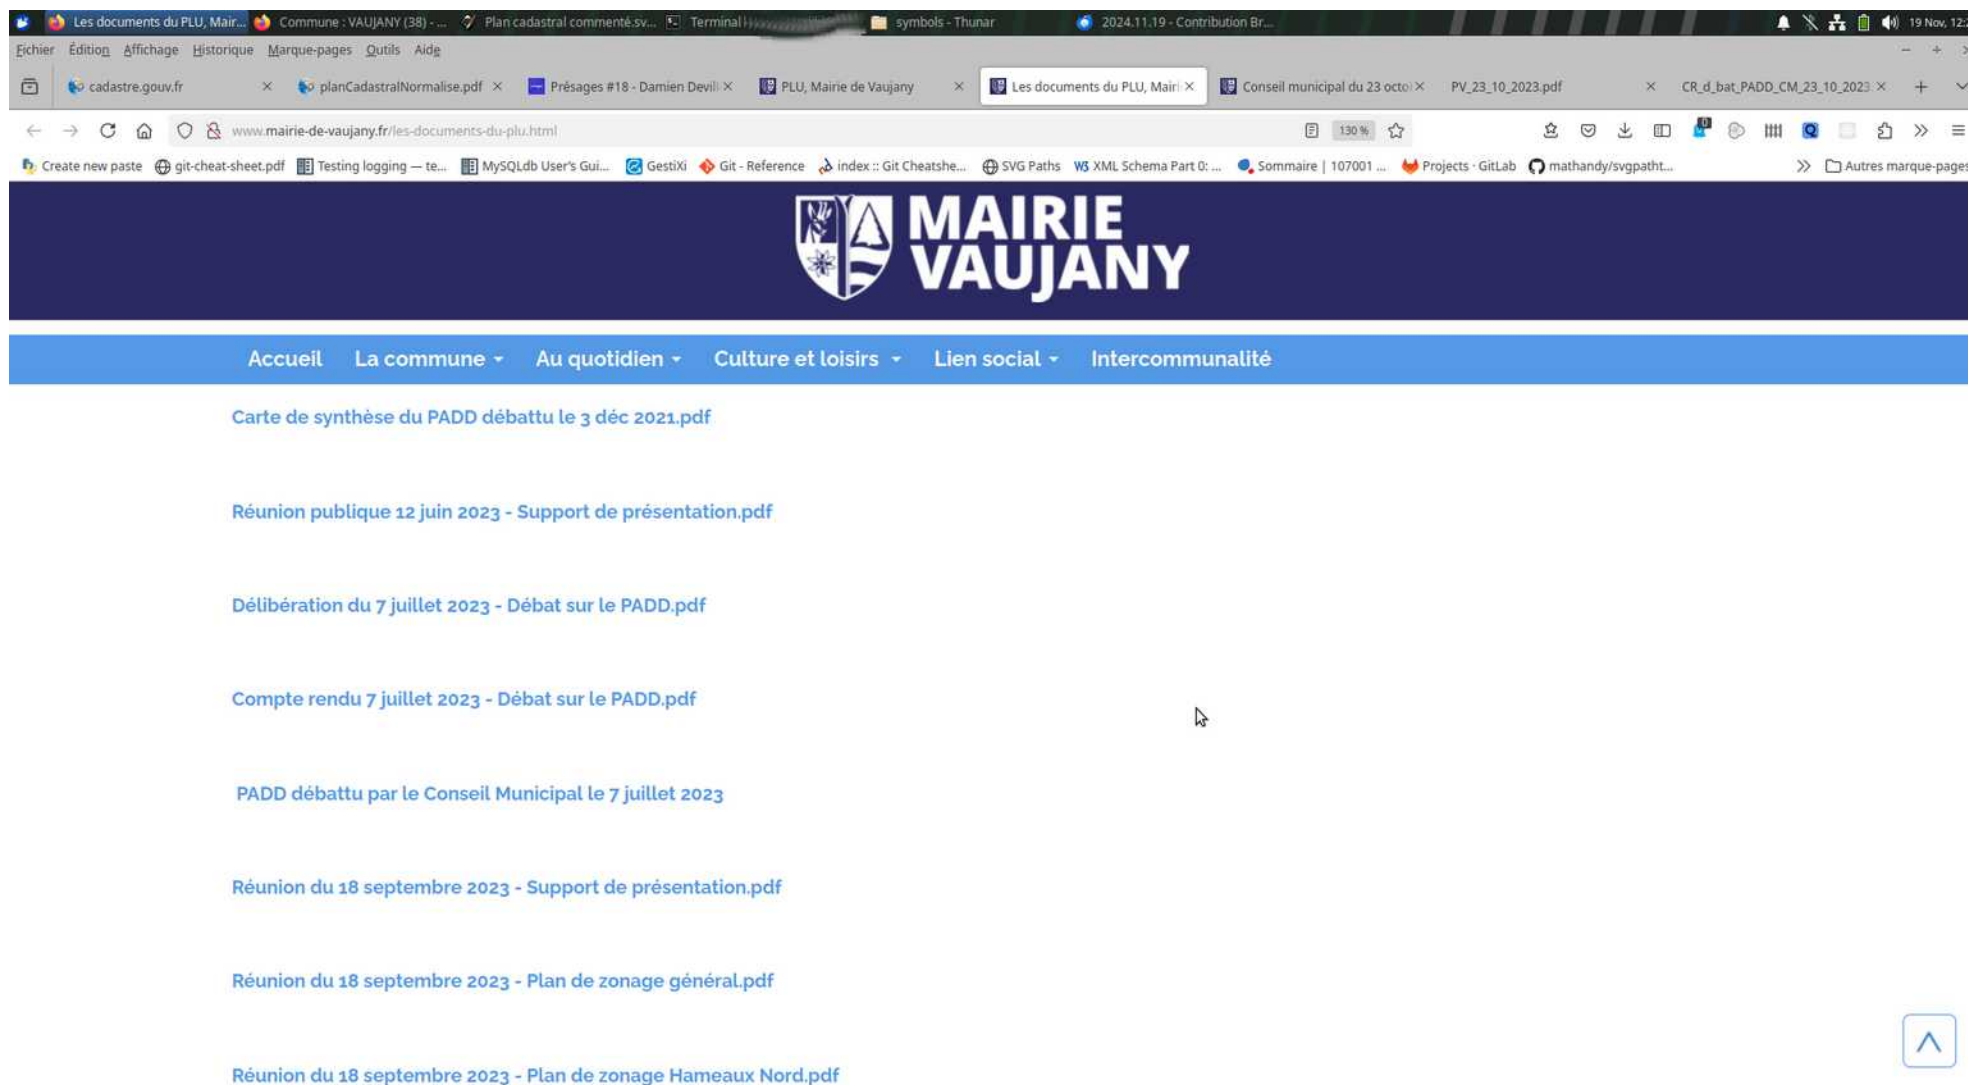 Les documents du PLU, Mair... Commune : VAUJANY (38) - ... Plan cadastral commenté.sv... Terminal symbols - Thunar 2024.11.19 - Contribution Br... 19 Nov, 12:
Eichier Édition Affichage Historique Marque-pages Outils Aide
cadastre.gouv.fr planCadastralNormalise.pdf Présages #18 - Damien Devill PLU, Mairie de Vaujany Les documents du PLU, Mairi Conseil municipal du 23 octo PV_23_10_2023.pdf CR_d_bat_PADD_CM_23_10_2023
www.mairie-de-vaujany.fr/les-documents-du-plu.html 130 % 0
Create new paste git-cheat-sheet.pdf Testing logging — te... MySQLdb User's Gui... GestiXi Git - Reference index :: Git Cheatshe... SVG Paths W3 XML Schema Part 0: ... Sommaire | 107001 ... Projects · GitLab mathandy/svgpatht... Autres marque-pages
MAIRIE
VAUJANY
Accueil La commune Au quotidien Culture et loisirs Lien social Intercommunalité
Carte de synthèse du PADD débattu le 3 déc 2021.pdf
Réunion publique 12 juin 2023 - Support de présentation.pdf
Délibération du 7 juillet 2023 - Débat sur le PADD.pdf
Compte rendu 7 juillet 2023 - Débat sur le PADD.pdf
PADD débattu par le Conseil Municipal le 7 juillet 2023
Réunion du 18 septembre 2023 - Support de présentation.pdf
Réunion du 18 septembre 2023 - Plan de zonage général.pdf
Réunion du 18 septembre 2023 - Plan de zonage Hameaux Nord.pdf